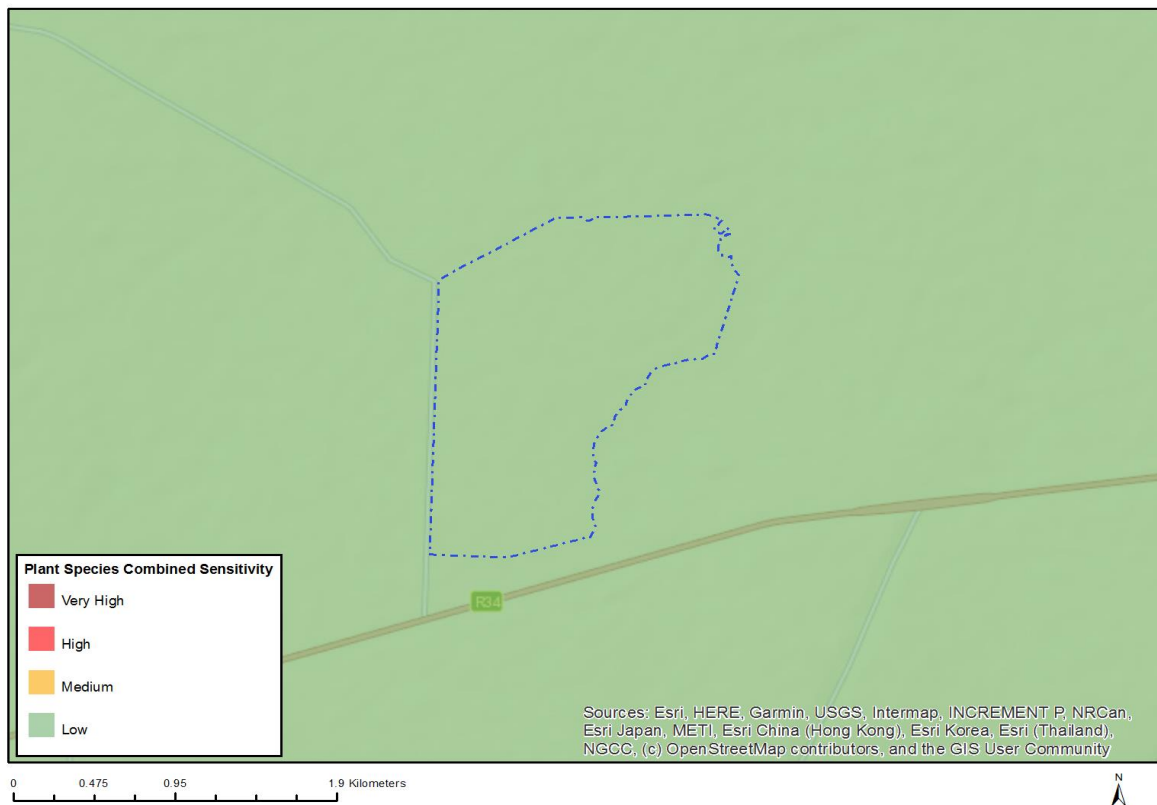 R34
Plant Species Combined Sensitivity
Very High
High
Medium
Low
Sources: Esri, HERE, Garmin, USGS, Intermap, INCREMENT P, NRCan,
Esri Japan, METI, Esri China (Hong Kong), Esri Korea, Esri (Thailand),
NGCC, (c) OpenStreetMap contributors, and the GIS User Community
0 0.475 0.95 1.9 Kilometers
N